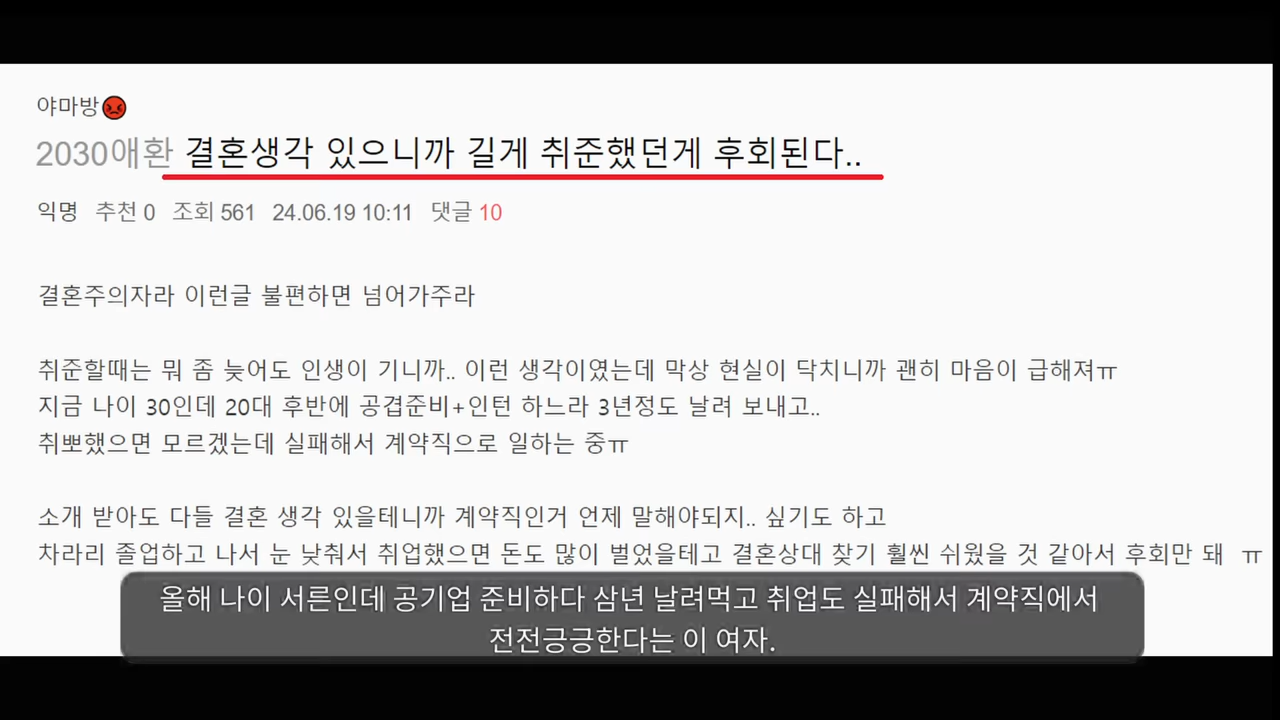 야마방😡
2030애환 결혼생각 있으니까 길게 취준했던게 후회된다..
익명 추천 0 조회 561 24.06.19 10:11 댓글 10
결혼주의자라 이런글 불편하면 넘어가주라
취준할때는 뭐 좀 늦어도 인생이 기니까.. 이런 생각이였는데 막상 현실이 닥치니까 괜히 마음이 급해져ㅠ
지금 나이 30인데 20대 후반에 공겹준비+인턴 하느라 3년정도 날려 보내고..
취뽀했으면 모르겠는데 실패해서 계약직으로 일하는 중ㅠ
소개 받아도 다들 결혼 생각 있을테니까 계약직인거 언제 말해야되지.. 싶기도 하고
차라리 졸업하고 나서 눈 낮춰서 취업했으면 돈도 많이 벌었을테고 결혼상대 찾기 훨씬 쉬웠을 것 같아서 후회만 돼 ㅠ
올해 나이 서른인데 공기업 준비하다 삼년 날려먹고 취업도 실패해서 계약직에서
전전긍긍한다는 이 여자.